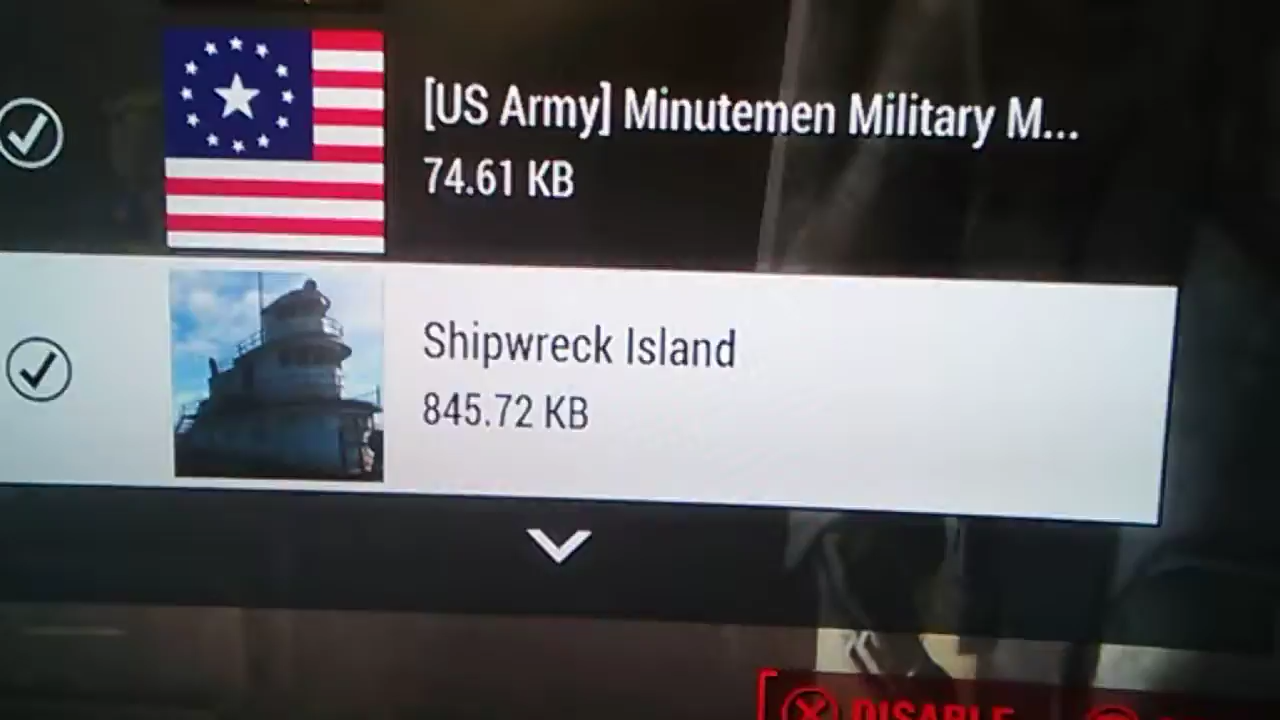 [US Army] Minutemen Military M...
74.61 KB
Shipwreck Island
845.72 KB
DISABLE